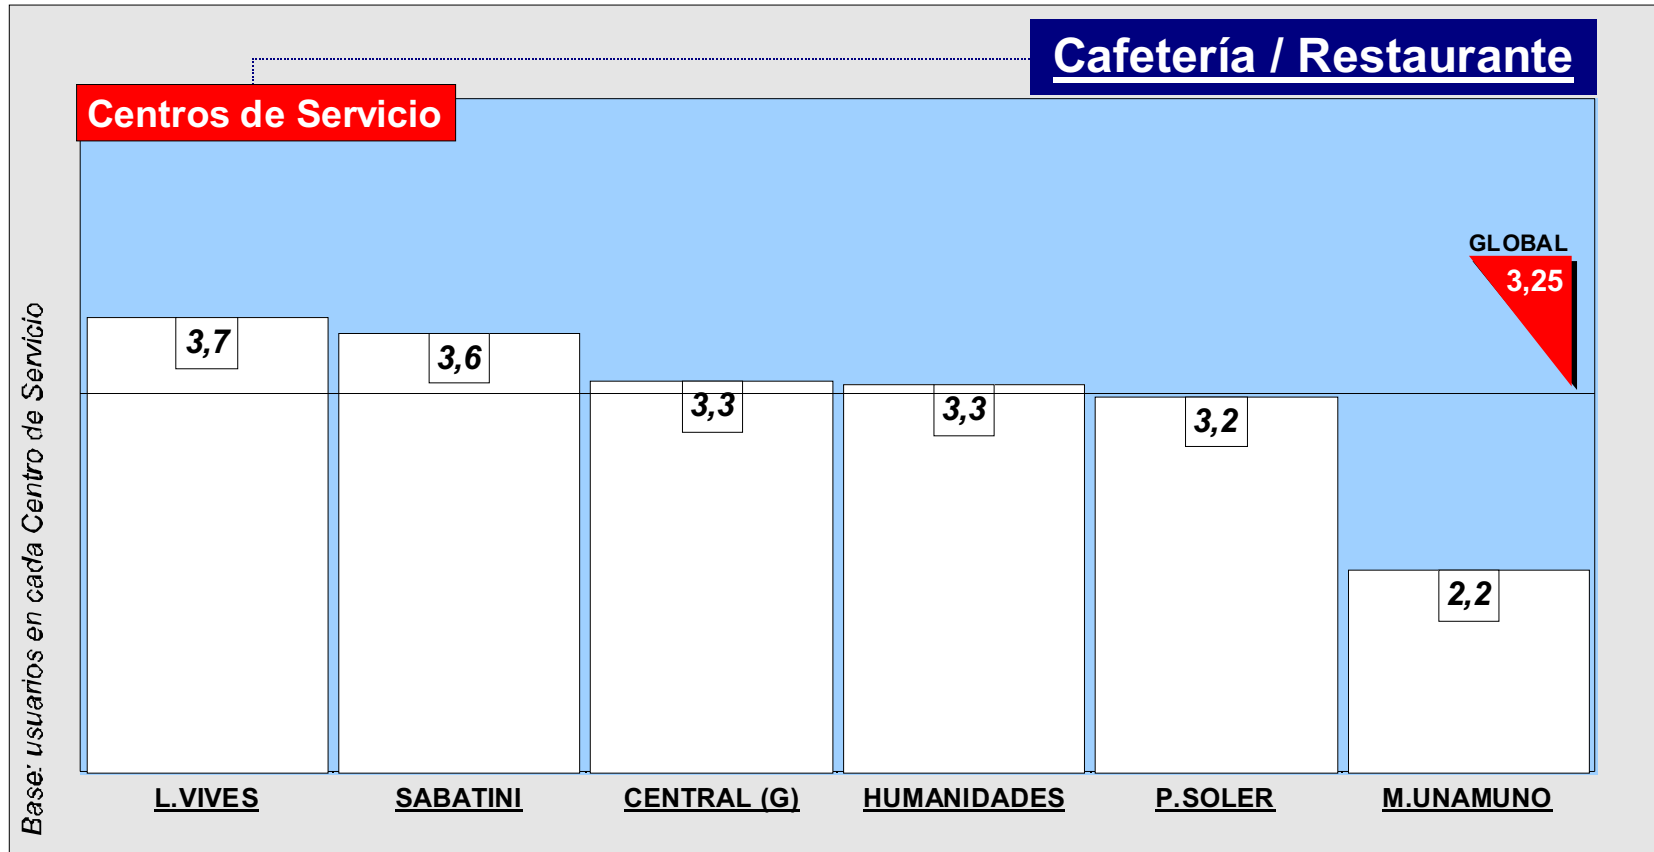 Cafetería / Restaurante
Centros de Servicio
GLOBAL
3,25
3,7
3,6
3,3
3,3
3,2
2,2
L.VIVES
SABATINI
CENTRAL (G)
HUMANIDADES
P.SOLER
M.UNAMUNO
Base: usuarios en cada Centro de Servicio